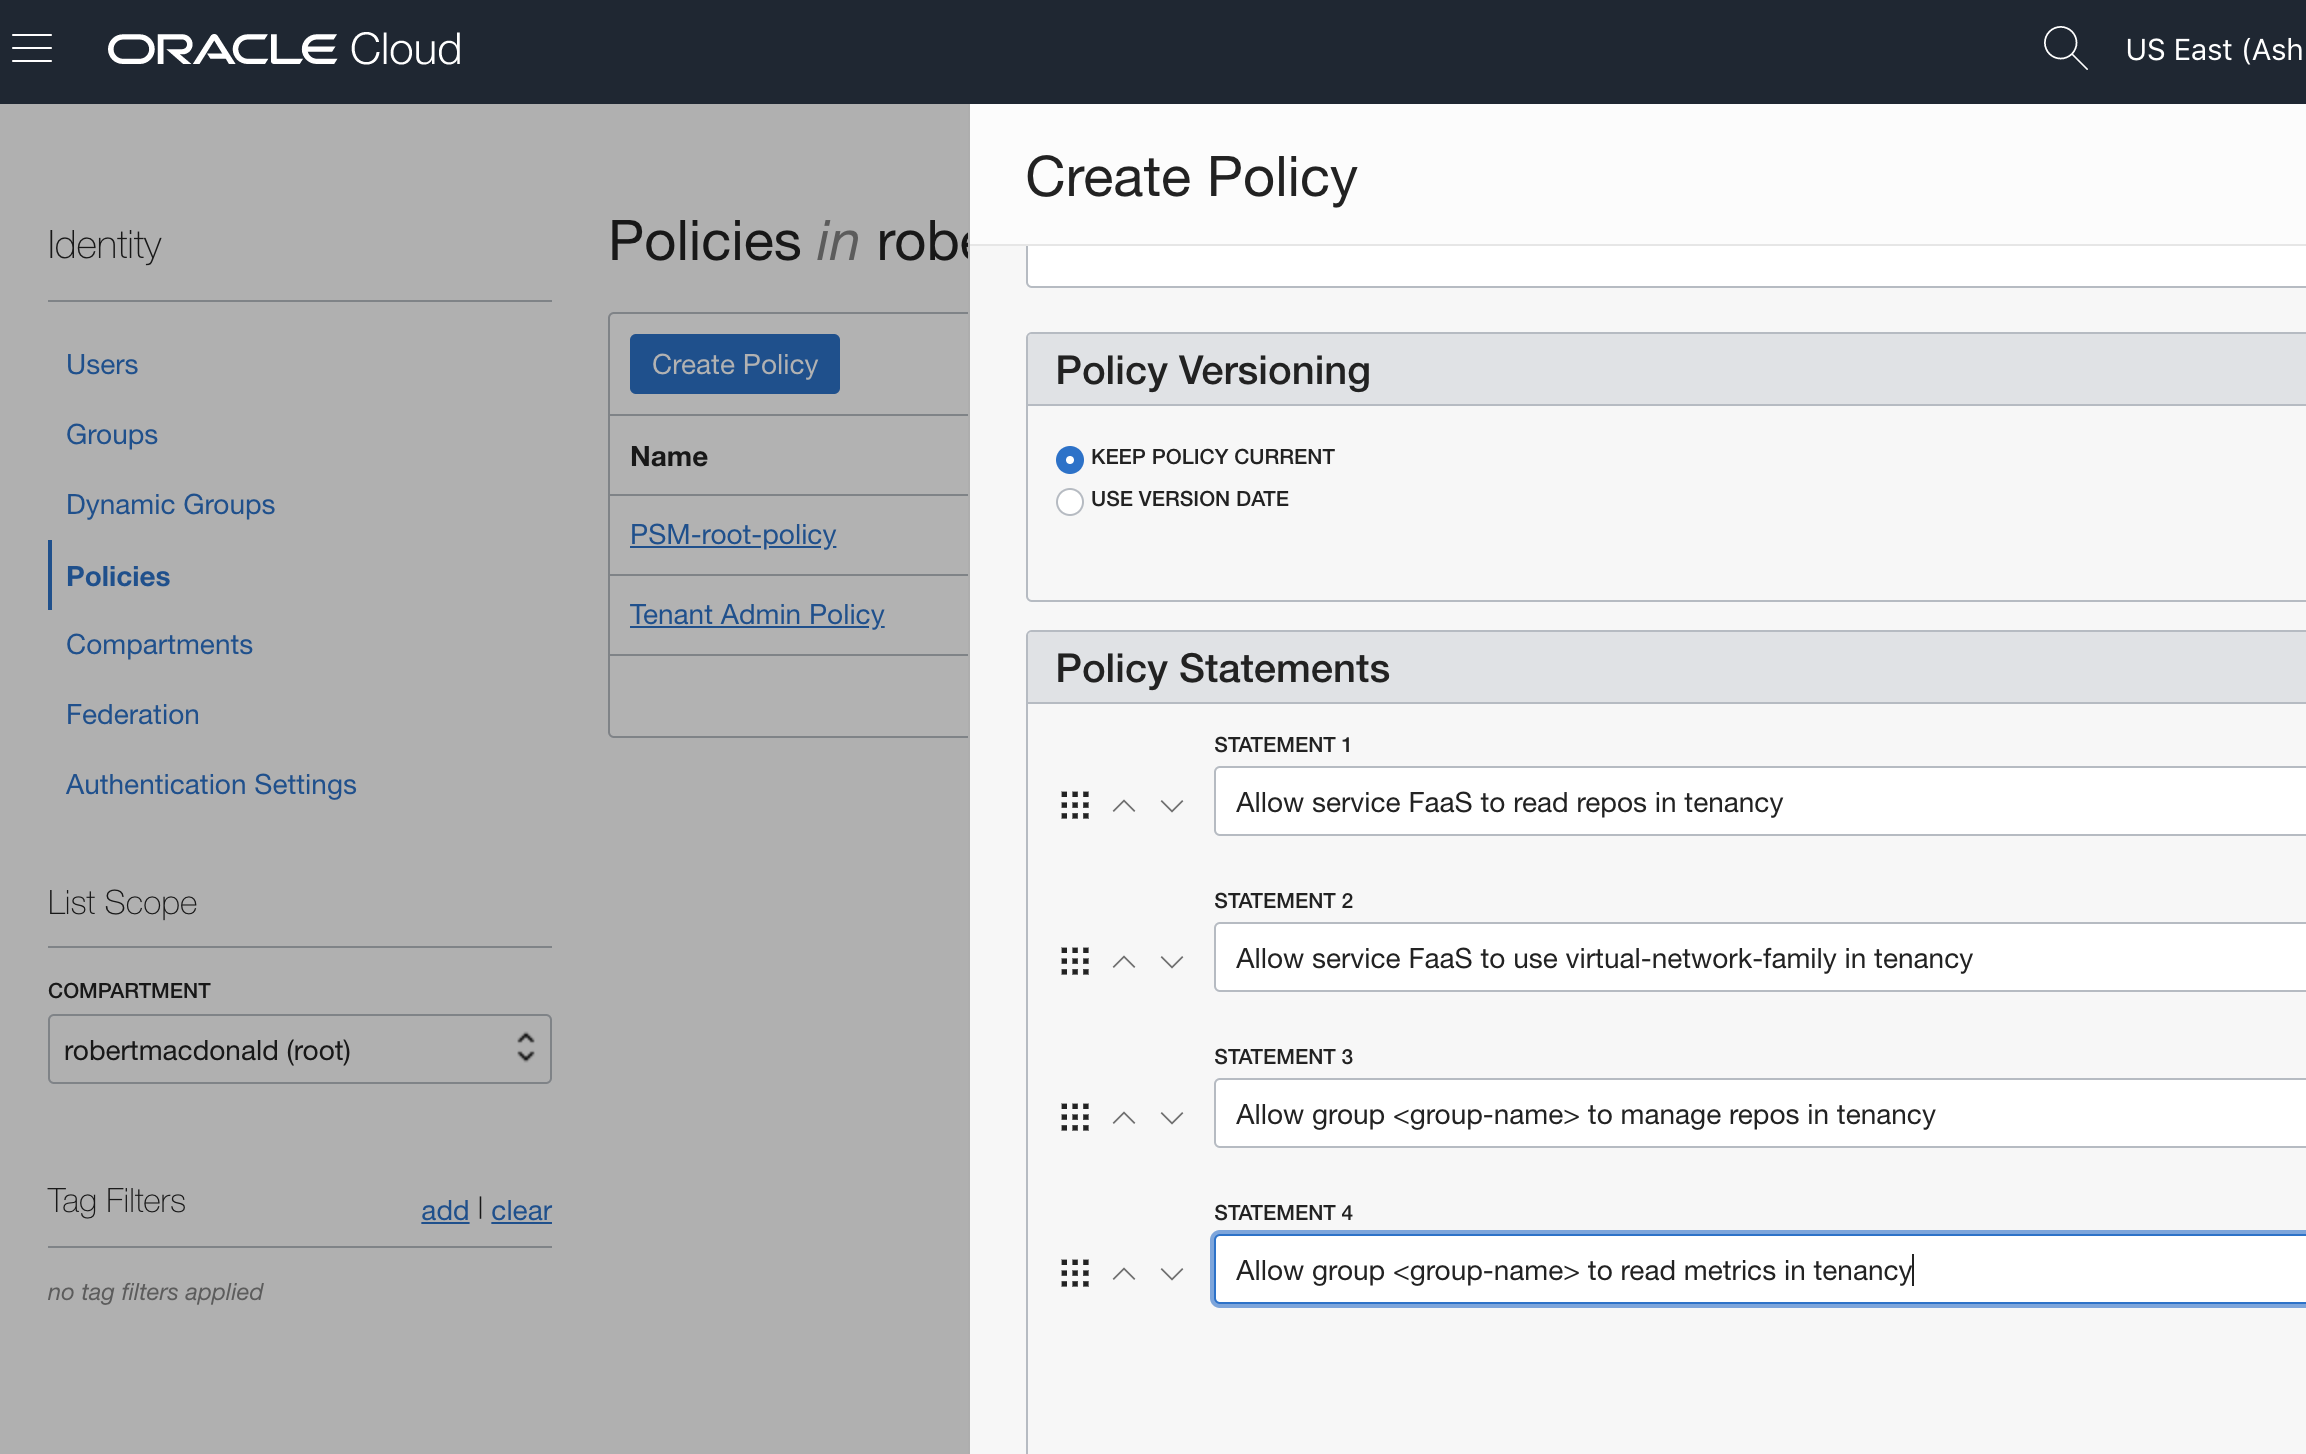 ORACLE Cloud
US East (Ash
Identity
Users
Groups
Dynamic Groups
Policies
Compartments
Federation
Authentication Settings
List Scope
COMPARTMENT
robertmacdonald (root)
Tag Filters
add | clear
no tag filters applied
Policies in robe
Create Policy
Name
PSM-root-policy
Tenant Admin Policy
Create Policy
Policy Versioning
KEEP POLICY CURRENT
USE VERSION DATE
Policy Statements
STATEMENT 1
Allow service FaaS to read repos in tenancy
STATEMENT 2
Allow service FaaS to use virtual-network-family in tenancy
STATEMENT 3
Allow group <group-name> to manage repos in tenancy
STATEMENT 4
Allow group <group-name> to read metrics in tenancy